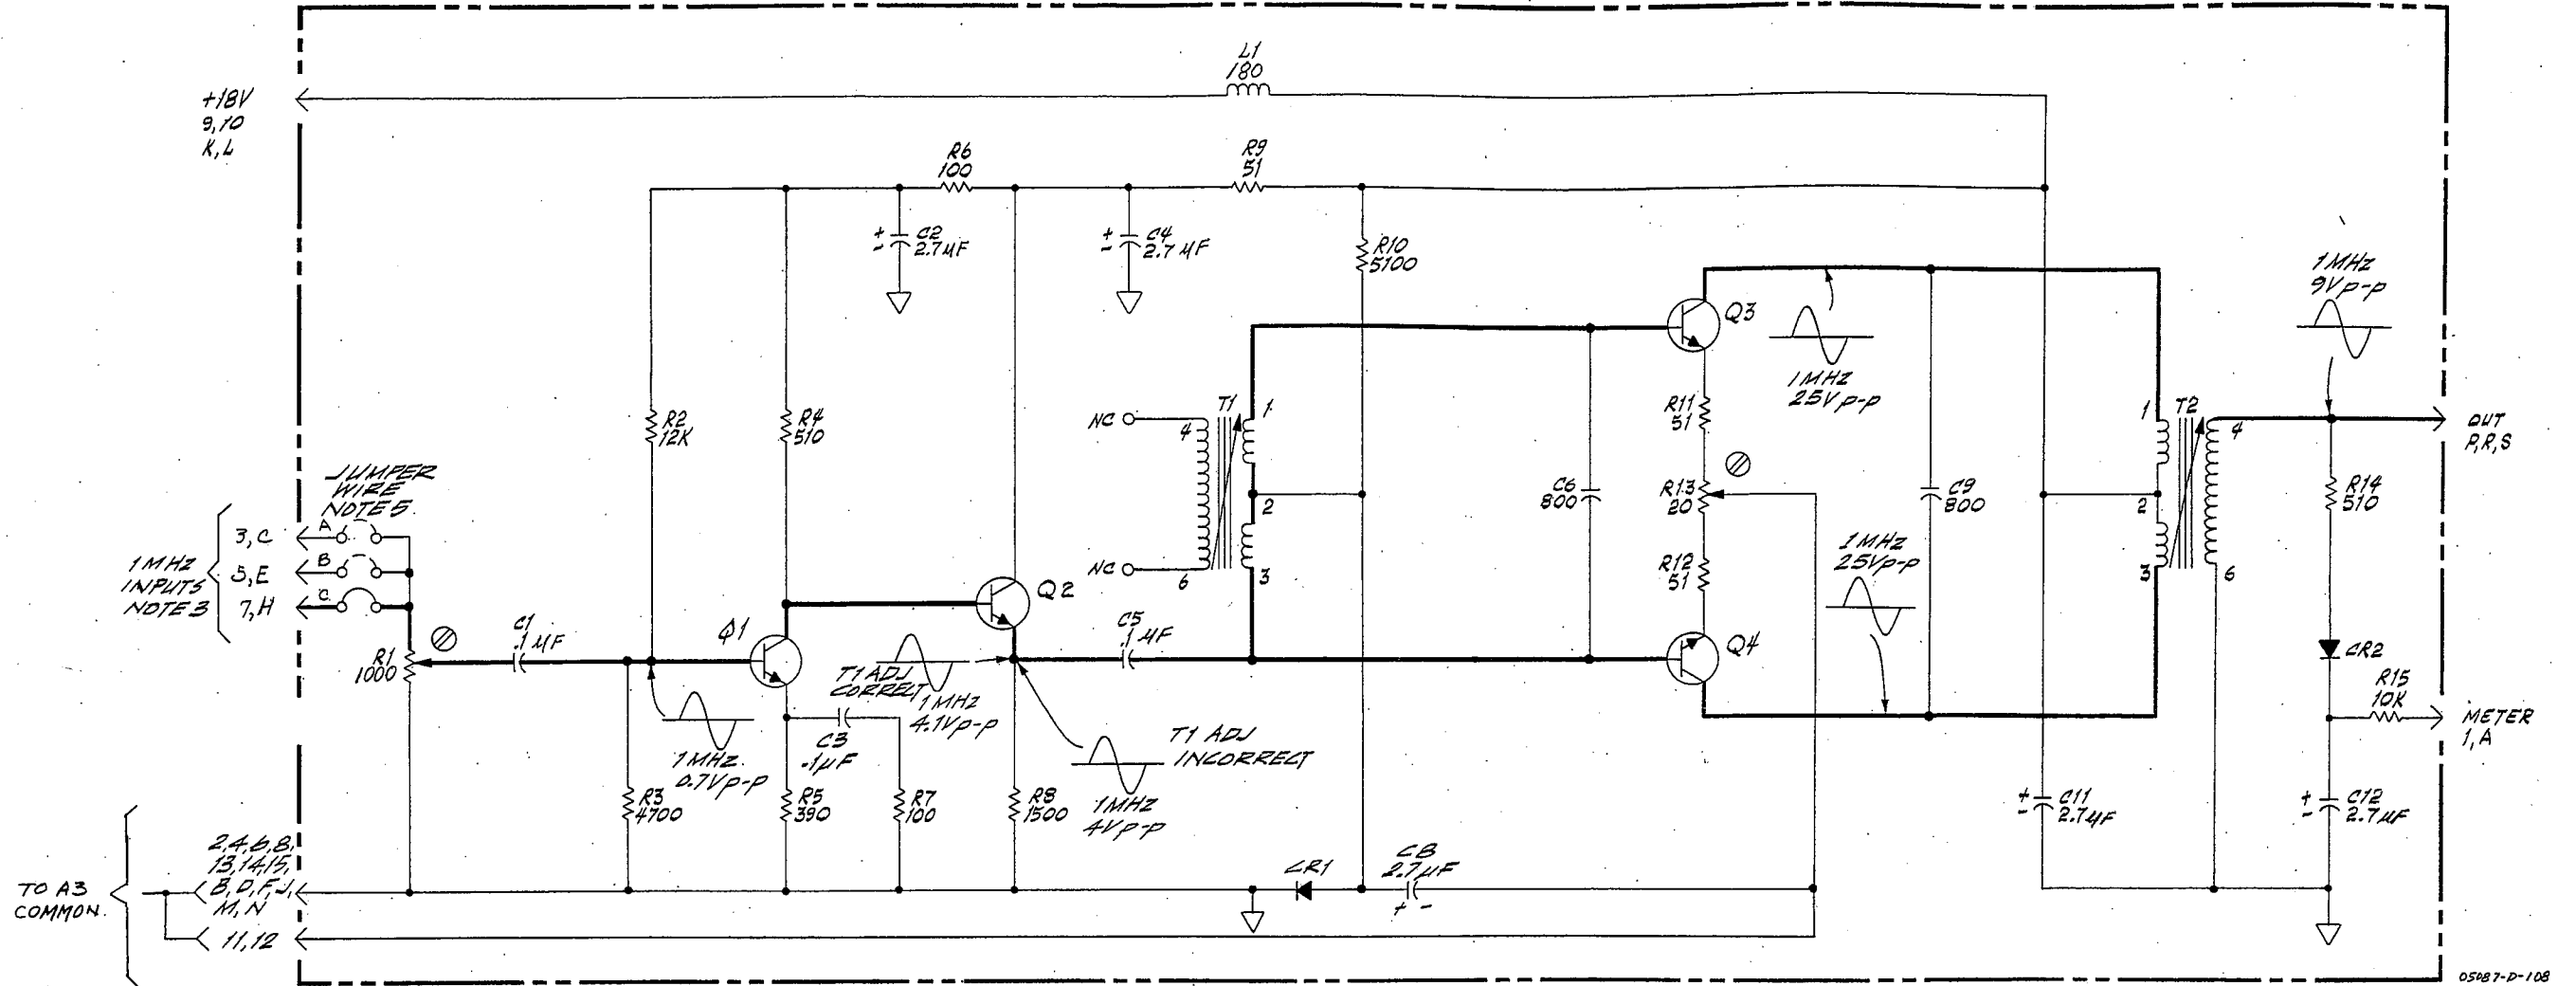 L1
180
+18V
9,10
K,L
R6
100
R9
51
+
-
C2
2.7µF
+
-
C4
2.7µF
R10
5100
Q3
1MHZ
25VP-P
1MHZ
9VP-P
R2
12K
R4
510
NC
4
T1
1
2
NC
6
3
R11
51
R13
20
R12
51
C6
800
C9
800
1MHZ
25VP-P
1
T2
4
2
3
6
OUT
P,R,S
R14
510
JUMPER
WIRE
NOTE 5
A
3,C
B
5,E
C
7,H
1MHZ
INPUTS
NOTE 3
R1
1000
C1
.1µF
Q1
Q2
T1 ADJ
CORRECT
1MHZ
4.1VP-P
C5
.1µF
Q4
CR2
R15
10K
METER
1,A
1MHZ
0.7VP-P
C3
.1µF
T1 ADJ
INCORRECT
1MHZ
4VP-P
R3
4700
R5
390
R7
100
R8
1500
+
-
C11
2.7µF
+
-
C12
2.7µF
CR1
C8
2.7µF
+ -
TO A3
COMMON
2,4,6,8,
13,14,15,
B,D,F,J,
M,N
11,12
05087-D-108